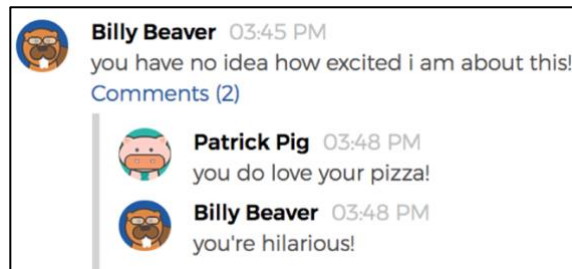 Billy Beaver 03:45 PM
you have no idea how excited i am about this!
Comments (2)
Patrick Pig 03:48 PM
you do love your pizza!
Billy Beaver 03:48 PM
you're hilarious!